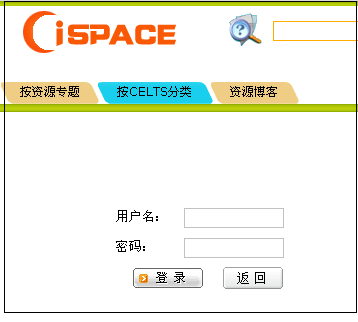 iSPACE
按资源专题 按CELTS分类 资源博客
用户名:
密码:
登 录 返 回